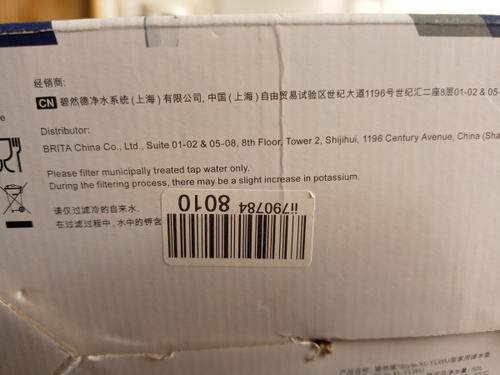 经销商:
CN 碧然德净水系统 (上海) 有限公司, 中国 (上海) 自由贸易试验区世纪大道1196号世纪汇二座8层01-02 & 05-
Distributor:
BRITA China Co., Ltd., Suite 01-02 & 05-08, 8th Floor, Tower 2, Shijihui, 1196 Century Avenue, China (Sha
Please filter municipally treated tap water only.
During the filtering process, there may be a slight increase in potassium.
请仅过滤冷的自来水.
在过滤过程中, 水中的钾含
ii790784 8010